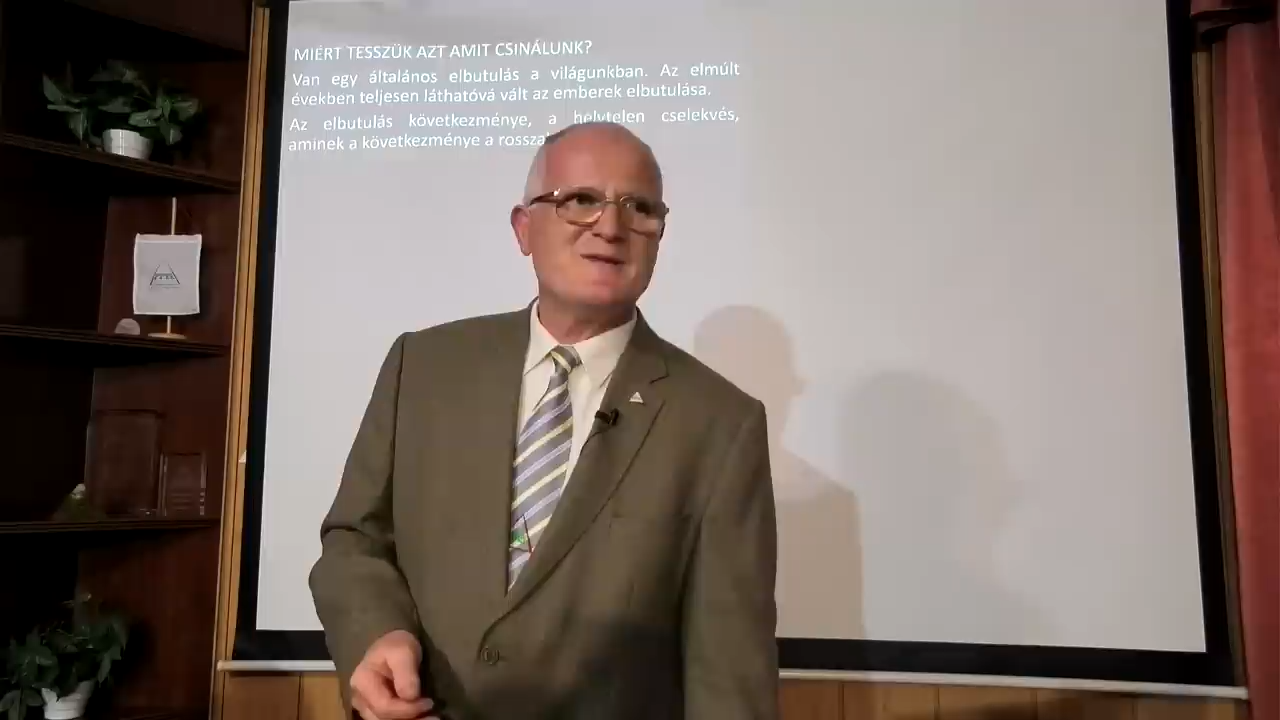 MIÉRT TESSZÜK AZT AMIT CSINÁLUNK?
Van egy általános elbutulás a világunkban. Az elmúlt
években teljesen láthatóvá vált az emberek elbutulása.
Az elbutulás következménye, a helytelen cselekvés,
aminek a következménye a rossza